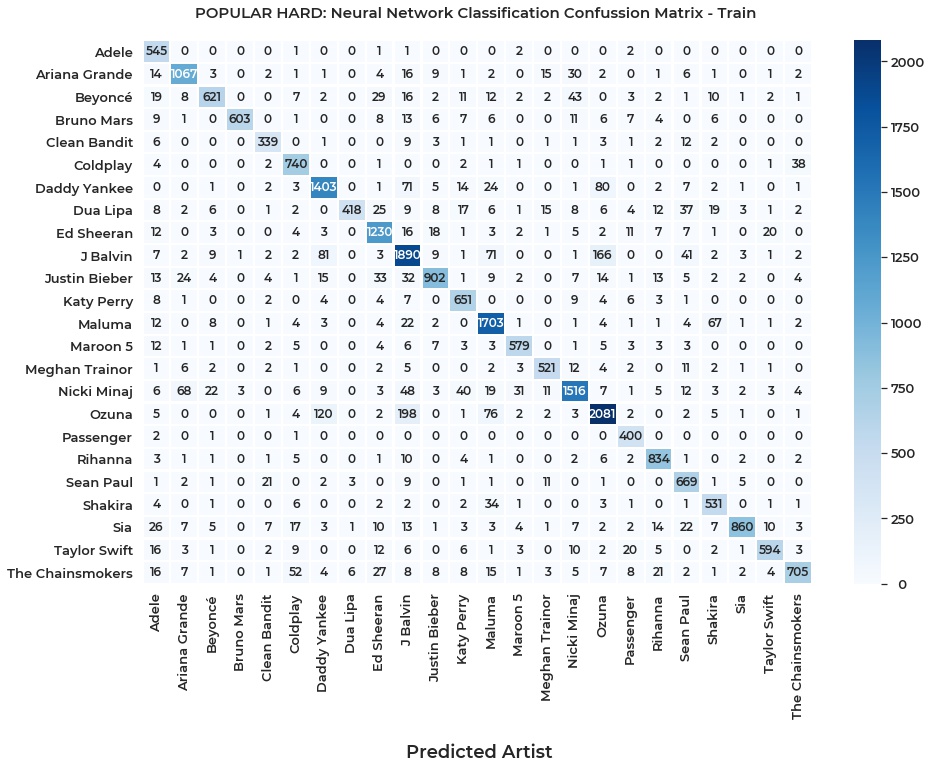 POPULAR HARD: Neural Network Classification Confussion Matrix - Train
Adele 545 0 0 0 0 1 0 0 1 1 0 0 0 2 0 0 0 2 0 0 0 0 0 0
Ariana Grande 14 1067 3 0 2 1 1 0 4 16 9 1 2 0 15 30 2 0 1 6 1 0 1 2
Beyoncé 19 8 621 0 0 7 2 0 29 16 2 11 12 2 2 43 0 3 2 1 10 1 2 1
Bruno Mars 9 1 0 603 0 1 0 0 8 13 6 7 6 0 0 11 6 7 4 0 6 0 0 0
Clean Bandit 6 0 0 0 339 0 1 0 0 9 3 1 1 0 1 1 3 1 2 12 2 0 0 0
Coldplay 4 0 0 0 2 740 0 0 1 0 0 2 1 1 0 0 1 1 0 0 0 0 1 38
Daddy Yankee 0 0 1 0 2 3 1403 0 1 71 5 14 24 0 0 1 80 0 2 7 2 1 0 1
Dua Lipa 8 2 6 0 1 2 0 418 25 9 8 17 6 1 15 8 6 4 12 37 19 3 1 2
Ed Sheeran 12 0 3 0 0 4 3 0 1230 16 18 1 3 2 1 5 2 11 7 7 1 0 20 0
J Balvin 7 2 9 1 2 2 81 0 3 1890 9 1 71 0 0 1 166 0 0 41 2 3 1 2
Justin Bieber 13 24 4 0 4 1 15 0 33 32 902 1 9 2 0 7 14 1 13 5 2 2 0 4
Katy Perry 8 1 0 0 2 0 4 0 4 7 0 651 0 0 0 9 4 6 3 1 0 0 0 0
Maluma 12 0 8 0 1 4 3 0 4 22 2 0 1703 1 0 1 4 1 1 4 67 1 1 2
Maroon 5 12 1 1 0 2 5 0 0 4 6 7 3 3 579 0 1 5 3 3 3 0 0 0 0
Meghan Trainor 1 6 2 0 2 1 0 0 2 5 0 0 2 3 521 12 4 2 0 11 2 1 1 0
Nicki Minaj 6 68 22 3 0 6 9 0 3 48 3 40 19 31 11 1516 7 1 5 12 3 2 3 4
Ozuna 5 0 0 0 1 4 120 0 2 198 0 1 76 2 2 3 2081 2 0 2 5 1 0 1
Passenger 2 0 1 0 0 1 0 0 0 0 0 0 0 0 0 0 0 400 0 0 0 0 0 0
Rihanna 3 1 1 0 1 5 0 0 1 10 0 4 1 0 0 2 6 2 834 1 0 2 0 2
Sean Paul 1 2 1 0 21 0 2 3 0 9 0 1 1 0 11 0 1 0 0 669 1 5 0 0
Shakira 4 0 1 0 0 6 0 0 2 2 0 2 34 1 0 0 3 1 0 1 531 0 1 1
Sia 26 7 5 0 7 17 3 1 10 13 1 3 3 4 1 7 2 2 14 22 7 860 10 3
Taylor Swift 16 3 1 0 2 9 0 0 12 6 0 6 1 3 0 10 2 20 5 0 2 1 594 3
The Chainsmokers 16 7 1 0 1 52 4 6 27 8 8 8 15 1 3 5 7 8 21 2 1 2 4 705
Adele Ariana Grande Beyoncé Bruno Mars Clean Bandit Coldplay Daddy Yankee Dua Lipa Ed Sheeran J Balvin Justin Bieber Katy Perry Maluma Maroon 5 Meghan Trainor Nicki Minaj Ozuna Passenger Rihanna Sean Paul Shakira Sia Taylor Swift The Chainsmokers
Predicted Artist
2000
1750
1500
1250
1000
750
500
250
0